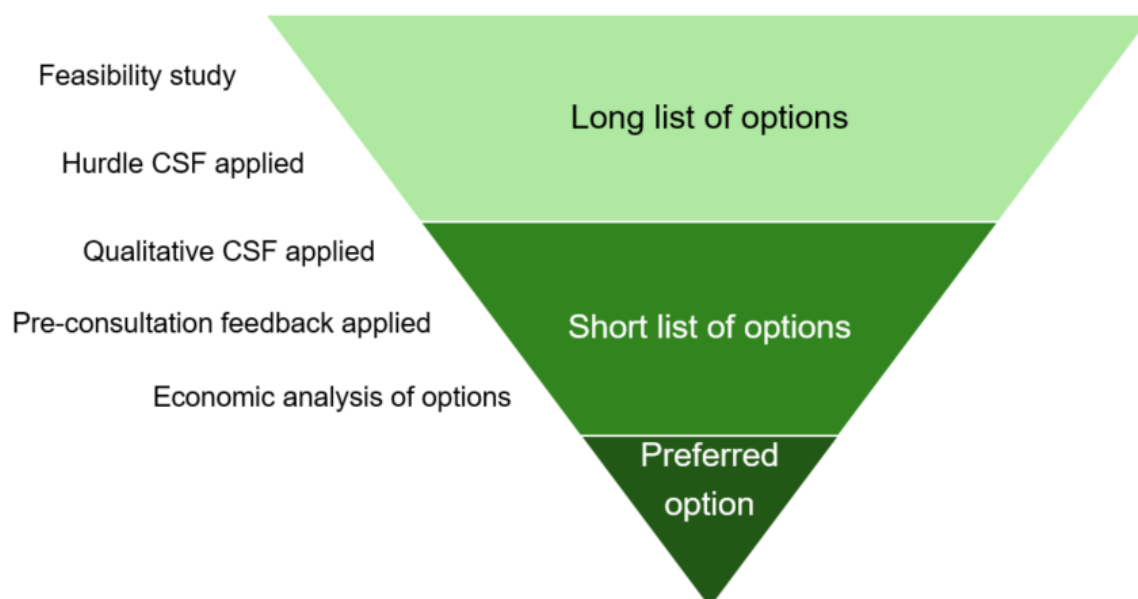 Feasibility study
Long list of options
Hurdle CSF applied
Qualitative CSF applied
Pre-consultation feedback applied
Short list of options
Economic analysis of options
Preferred
option